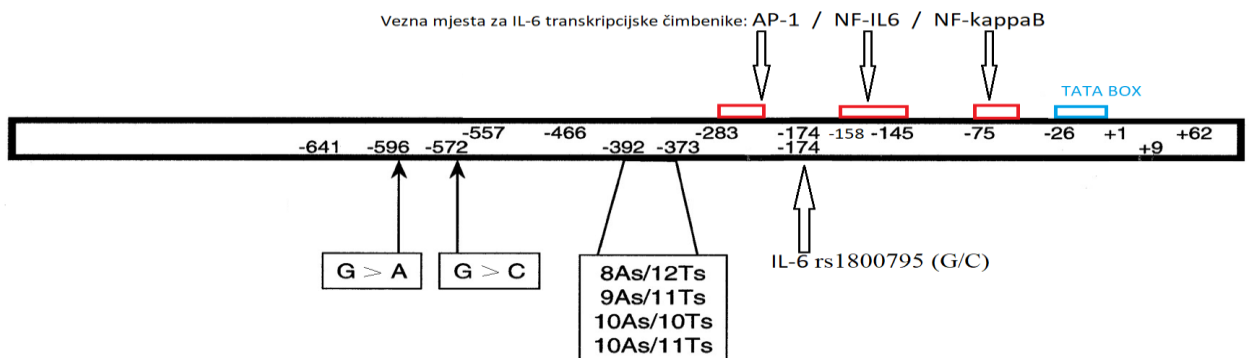 Vezna mjesta za IL-6 transkripcijske čimbenike: AP-1 / NF-IL6 / NF-kappaB
TATA BOX
-557 -466 -283 -174 -158 -145 -75 -26 +1 +62
-641 -596 -572 -392 -373 -174 +9
G > A
G > C
8As/12Ts
9As/11Ts
10As/10Ts
10As/11Ts
IL-6 rs1800795 (G/C)